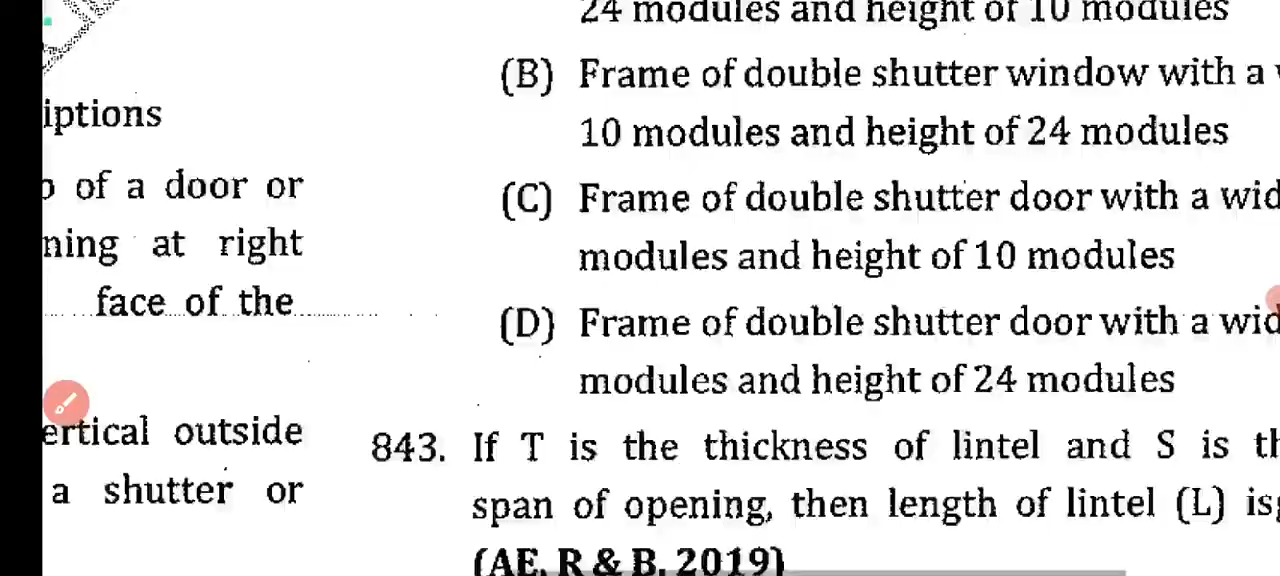 iptions
of a door or
ning at right
face of the
ertical outside
a shutter or
24 modules and height of 10 modules
(B) Frame of double shutter window with a
10 modules and height of 24 modules
(C) Frame of double shutter door with a wid
modules and height of 10 modules
(D) Frame of double shutter door with a wid
modules and height of 24 modules
843. If T is the thickness of lintel and S is th
span of opening, then length of lintel (L) is
(AE, R & B, 2019)